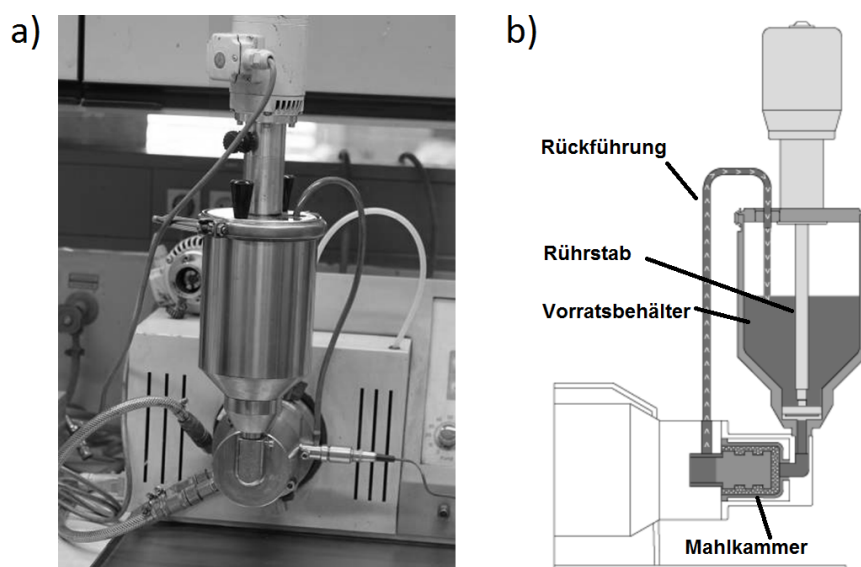 a)
b)
Rückführung
Rührstab
Vorratsbehälter
Mahlkammer